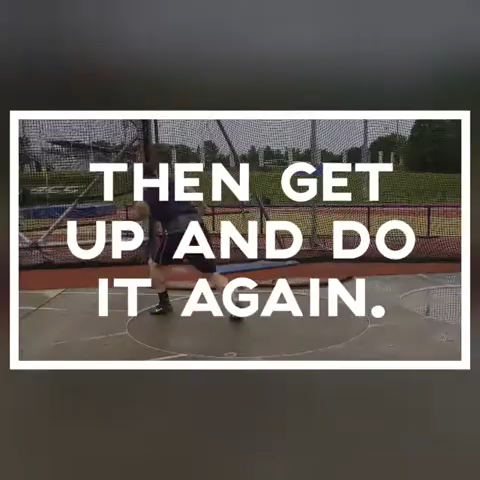 THEN GET
UP AND DO
IT AGAIN.